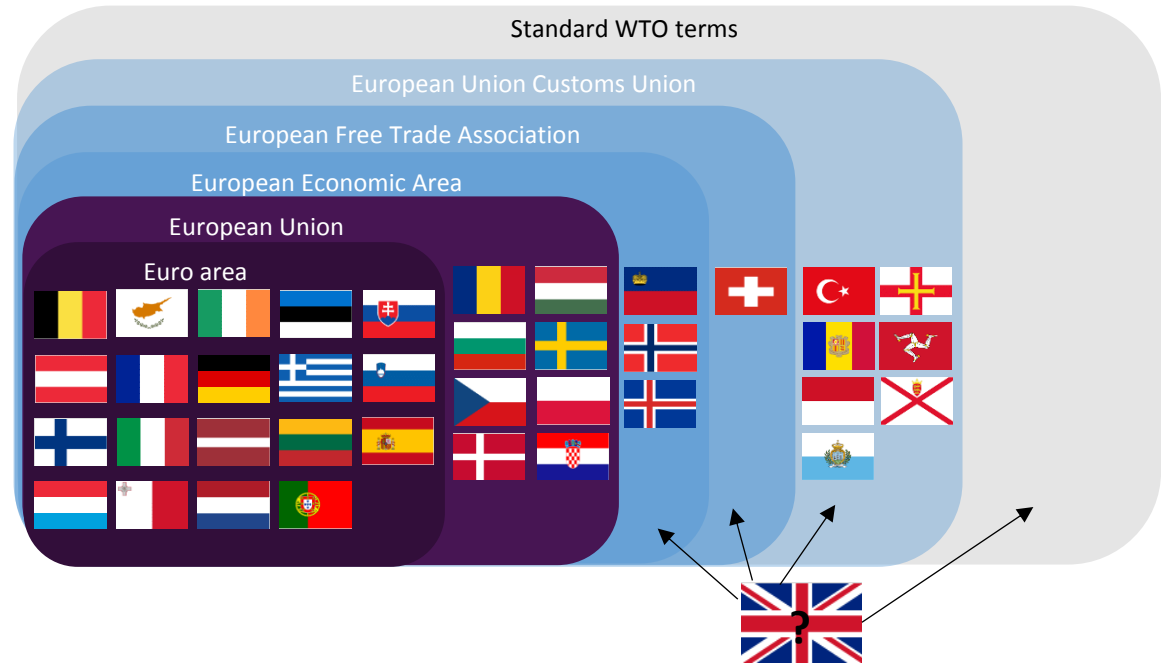 Standard WTO terms
European Union Customs Union
European Free Trade Association
European Economic Area
European Union
Euro area
?